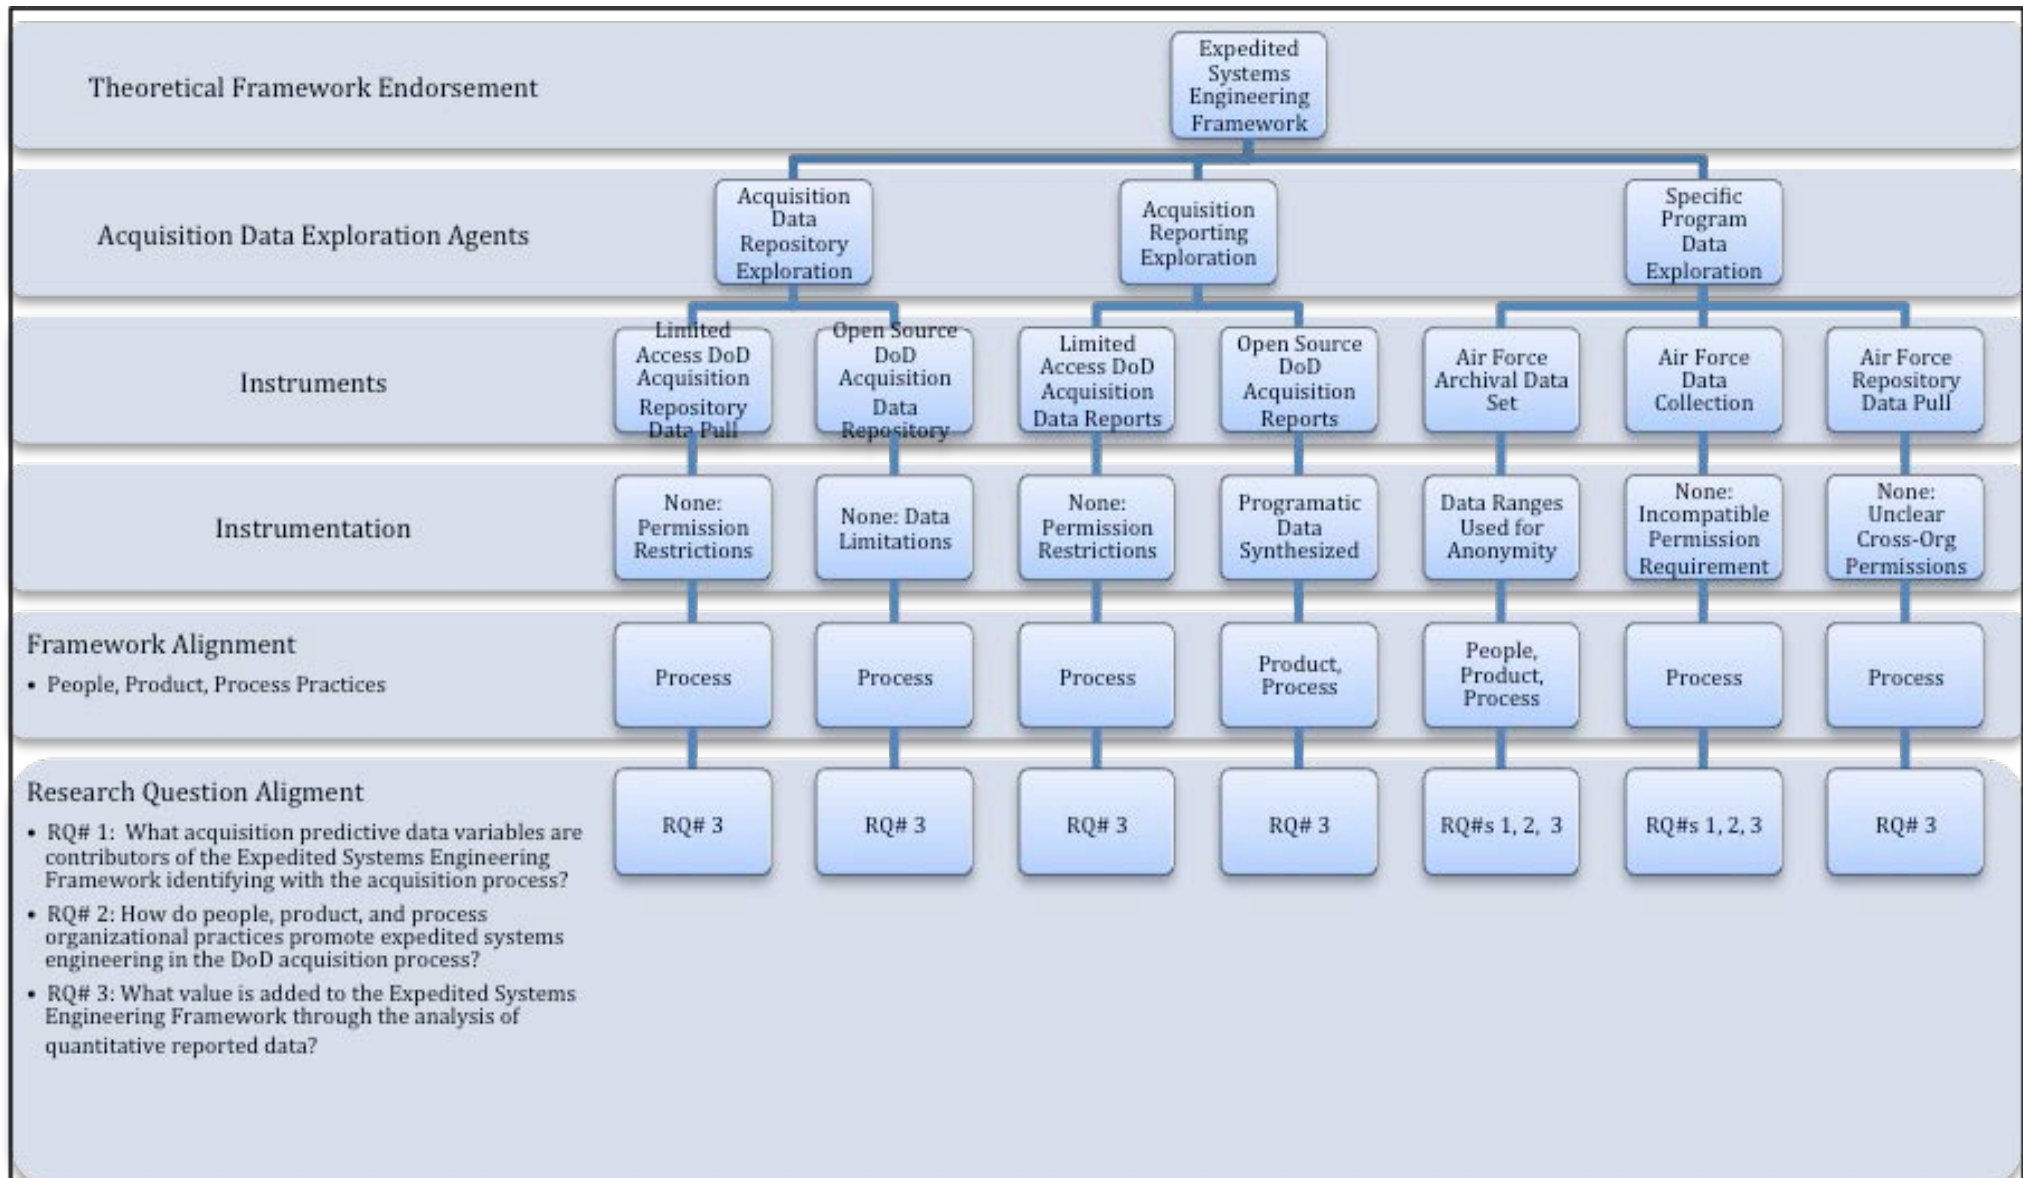 Theoretical Framework Endorsement
Expedited
Systems
Engineering
Framework
Acquisition Data Exploration Agents
Acquisition
Data
Repository
Exploration
Acquisition
Reporting
Exploration
Specific
Program
Data
Exploration
Instruments
Limited
Access DoD
Acquisition
Repository
Data Pull
Open Source
DoD
Acquisition
Data
Repository
Limited
Access DoD
Acquisition
Data Reports
Open Source
DoD
Acquisition
Reports
Air Force
Archival Data
Set
Air Force
Data
Collection
Air Force
Repository
Data Pull
Instrumentation
None:
Permission
Restrictions
None: Data
Limitations
None:
Permission
Restrictions
Programatic
Data
Synthesized
Data Ranges
Used for
Anonymity
None:
Incompatible
Permission
Requirement
None:
Unclear
Cross-Org
Permissions
Framework Alignment
• People, Product, Process Practices
Process
Process
Process
Product,
Process
People,
Product,
Process
Process
Process
Research Question Aligment
• RQ# 1: What acquisition predictive data variables are
contributors of the Expedited Systems Engineering
Framework identifying with the acquisition process?
• RQ# 2: How do people, product, and process
organizational practices promote expedited systems
engineering in the DoD acquisition process?
• RQ# 3: What value is added to the Expedited Systems
Engineering Framework through the analysis of
quantitative reported data?
RQ# 3
RQ# 3
RQ# 3
RQ# 3
RQ#s 1, 2, 3
RQ#s 1, 2, 3
RQ# 3